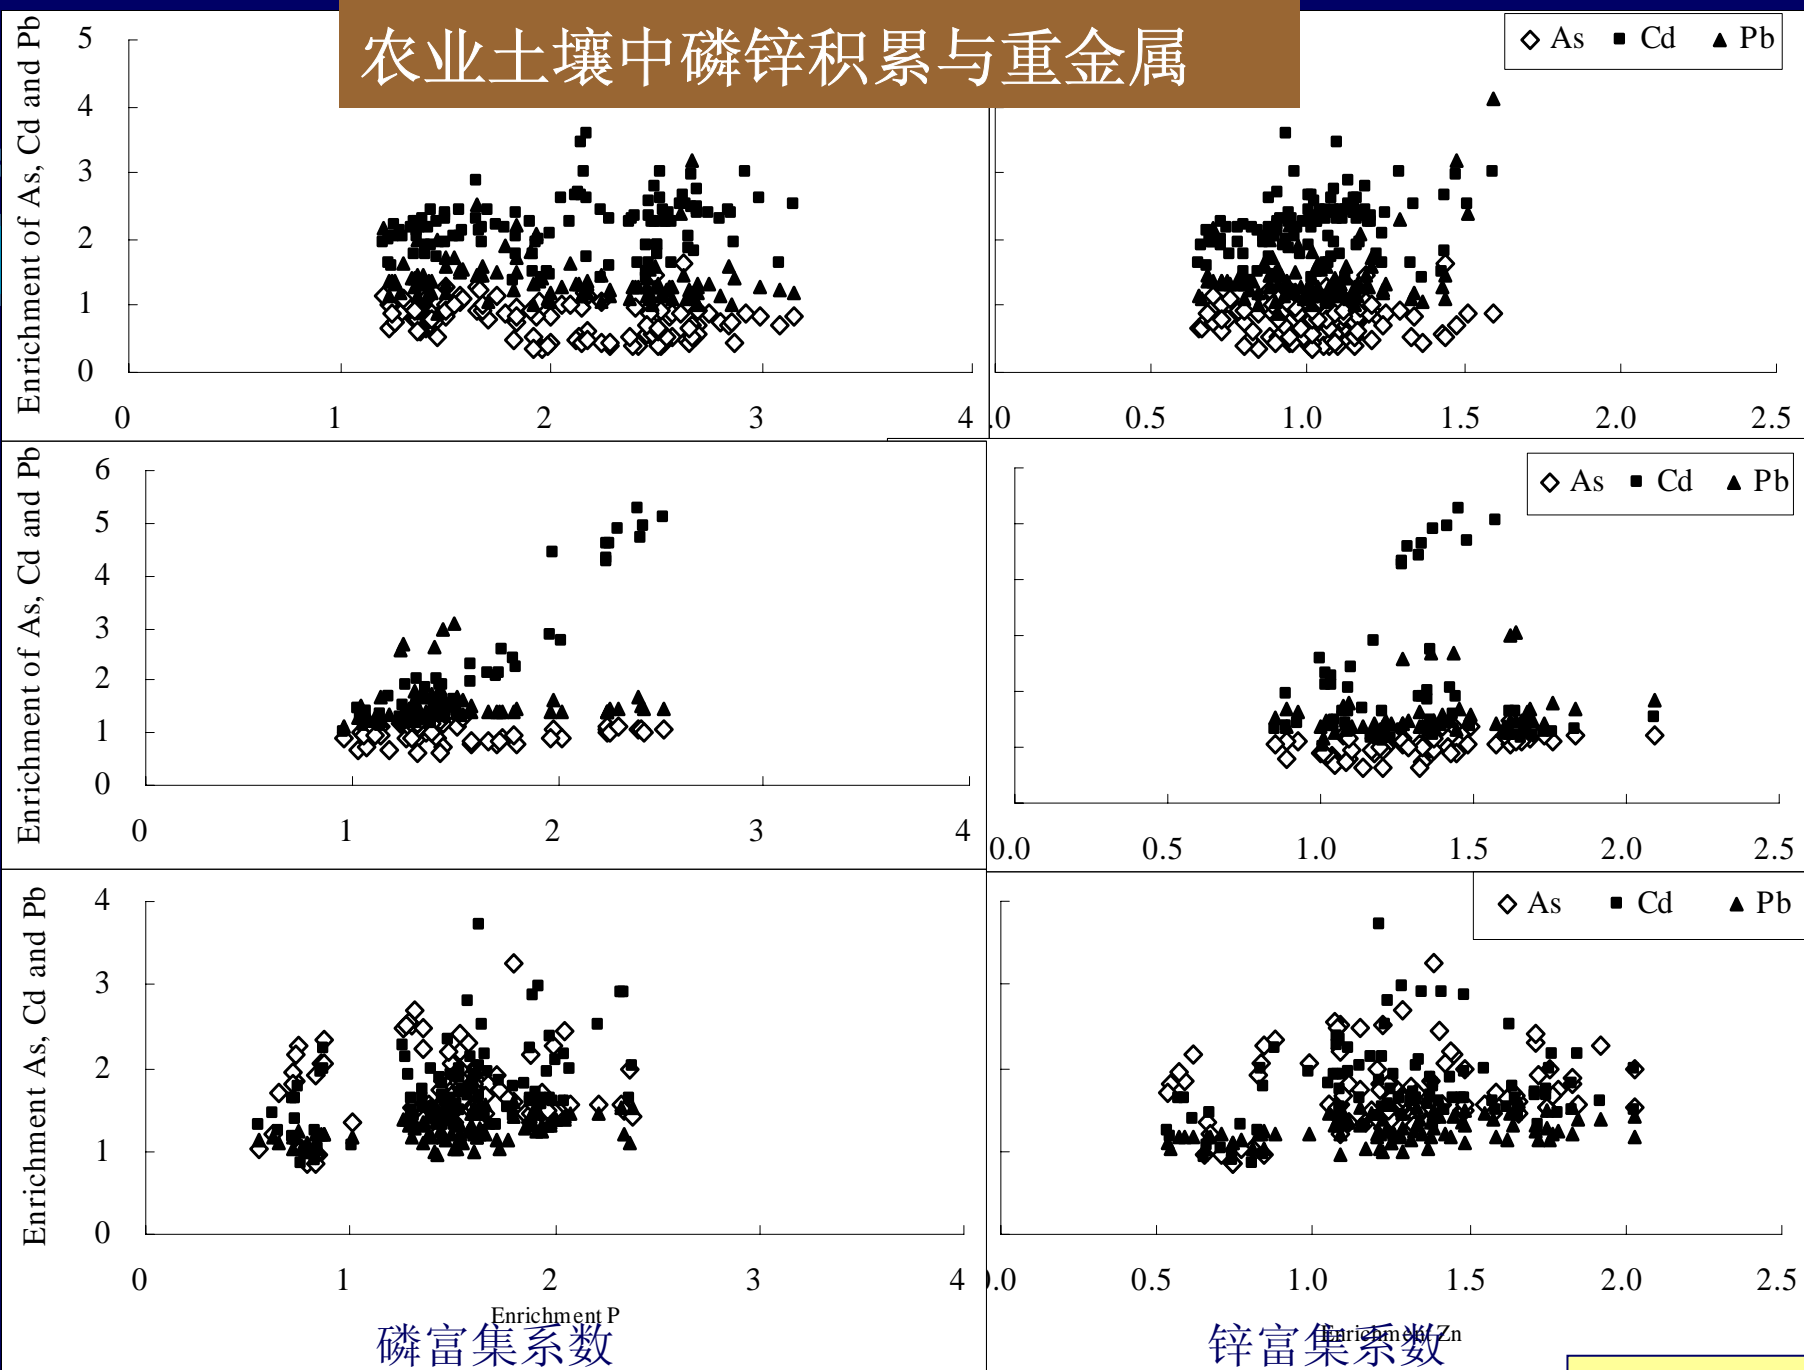 农业土壤中磷锌积累与重金属
Enrichment of As, Cd and Pb
5
4
3
2
1
0
0 1 2 3 4
As Cd Pb
.0 0.5 1.0 1.5 2.0 2.5
Enrichment of As, Cd and Pb
6
5
4
3
2
1
0
0 1 2 3 4
As Cd Pb
0.0 0.5 1.0 1.5 2.0 2.5
Enrichment As, Cd and Pb
4
3
2
1
0
0 1 2 3 4
Enrichment P
磷富集系数
As Cd Pb
0.0 0.5 1.0 1.5 2.0 2.5
Enrichment Zn
锌富集系数